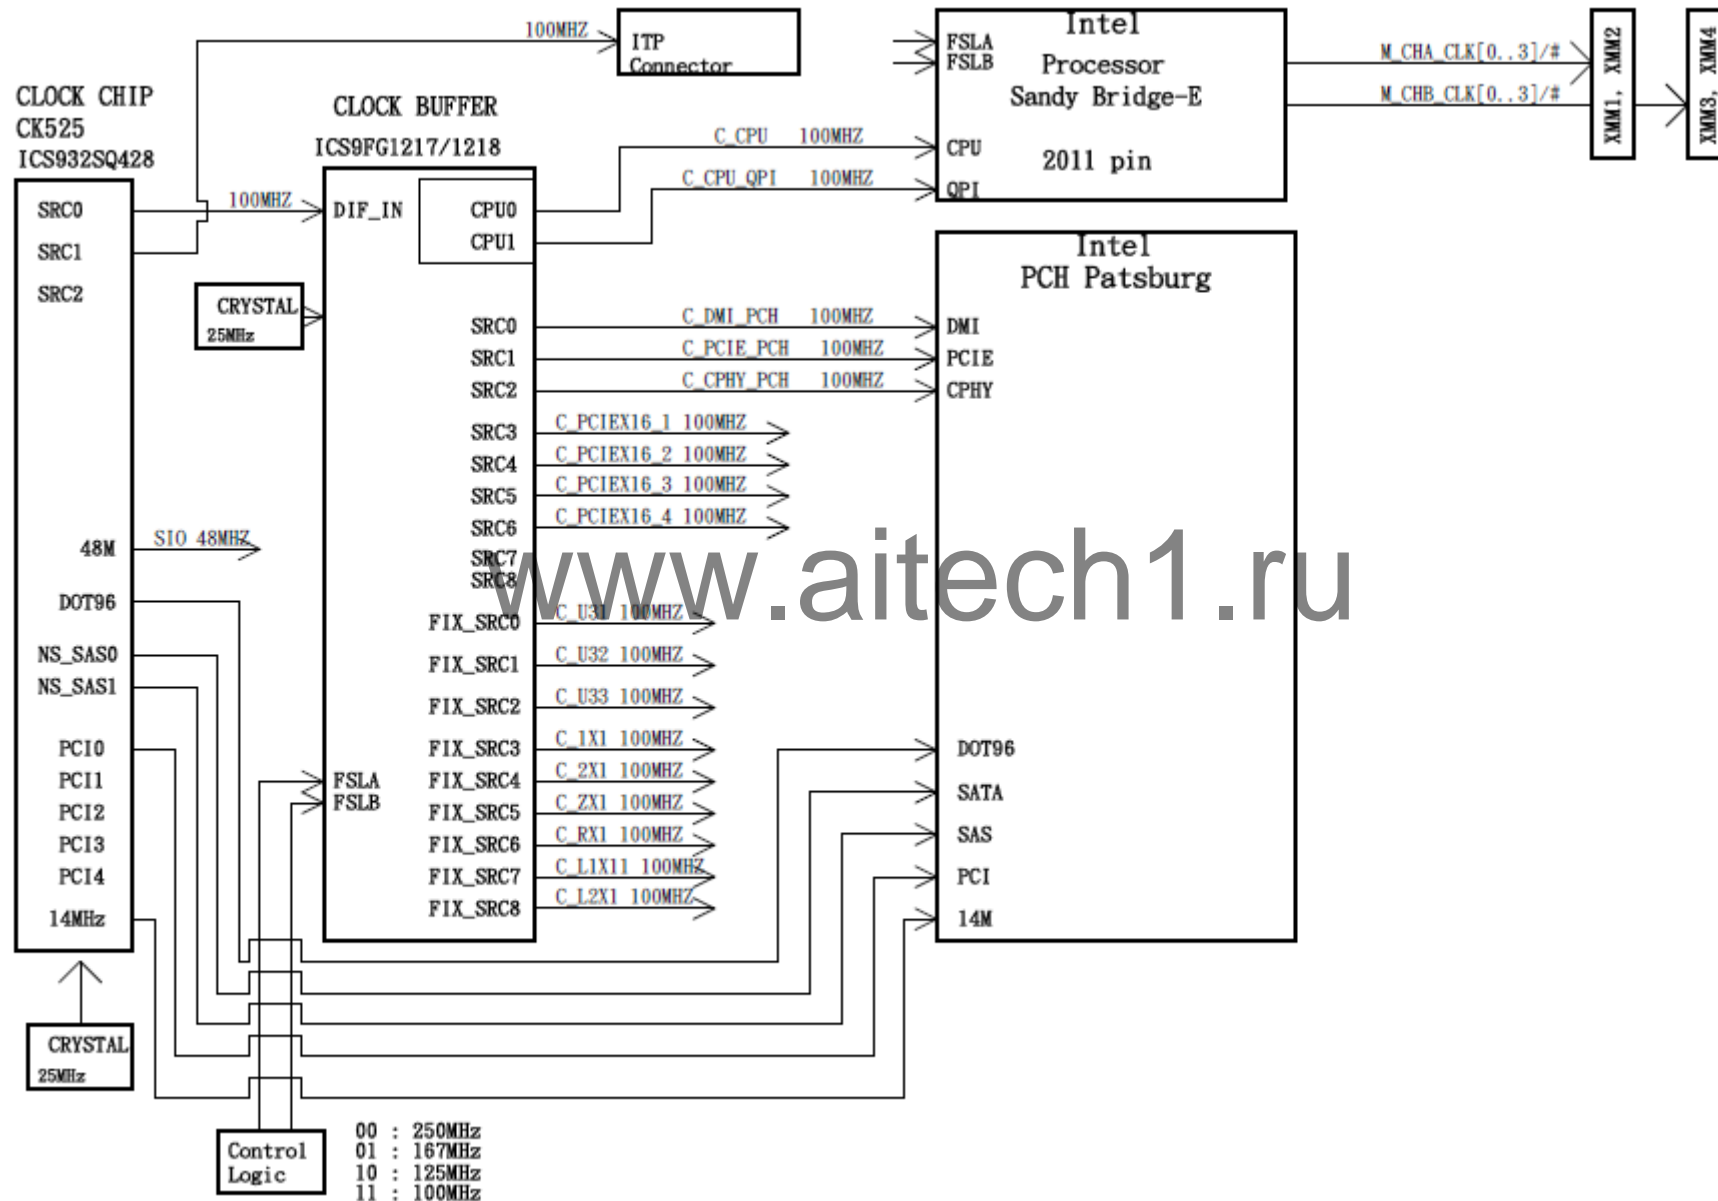 100MHZ
ITP
Connector
FSLA
FSLB
Intel
Processor
Sandy Bridge-E
2011 pin
CPU
QPI
M_CHA_CLK[0..3]/#
M_CHB_CLK[0..3]/#
XMM1, XMM2
XMM3, XMM4
CLOCK CHIP
CK525
ICS932SQ428
CLOCK BUFFER
ICS9FG1217/1218
C_CPU 100MHZ
C_CPU_QPI 100MHZ
SRC0
SRC1
SRC2
48M
DOT96
NS_SAS0
NS_SAS1
PCI0
PCI1
PCI2
PCI3
PCI4
14MHz
100MHZ
SIO 48MHZ
CRYSTAL
25MHz
DIF_IN
FSLA
FSLB
CPU0
CPU1
SRC0
SRC1
SRC2
SRC3
SRC4
SRC5
SRC6
SRC7
SRC8
FIX_SRC0
FIX_SRC1
FIX_SRC2
FIX_SRC3
FIX_SRC4
FIX_SRC5
FIX_SRC6
FIX_SRC7
FIX_SRC8
C_DMI_PCH 100MHZ
C_PCIE_PCH 100MHZ
C_CPHY_PCH 100MHZ
C_PCIEX16_1 100MHZ
C_PCIEX16_2 100MHZ
C_PCIEX16_3 100MHZ
C_PCIEX16_4 100MHZ
C_U31 100MHZ
C_U32 100MHZ
C_U33 100MHZ
C_1X1 100MHZ
C_2X1 100MHZ
C_ZX1 100MHZ
C_RX1 100MHZ
C_L1X11 100MHZ
C_L2X1 100MHZ
Intel
PCH Patsburg
DMI
PCIE
CPHY
DOT96
SATA
SAS
PCI
14M
www.aitech1.ru
CRYSTAL
25MHz
Control
Logic
00 : 250MHz
01 : 167MHz
10 : 125MHz
11 : 100MHz